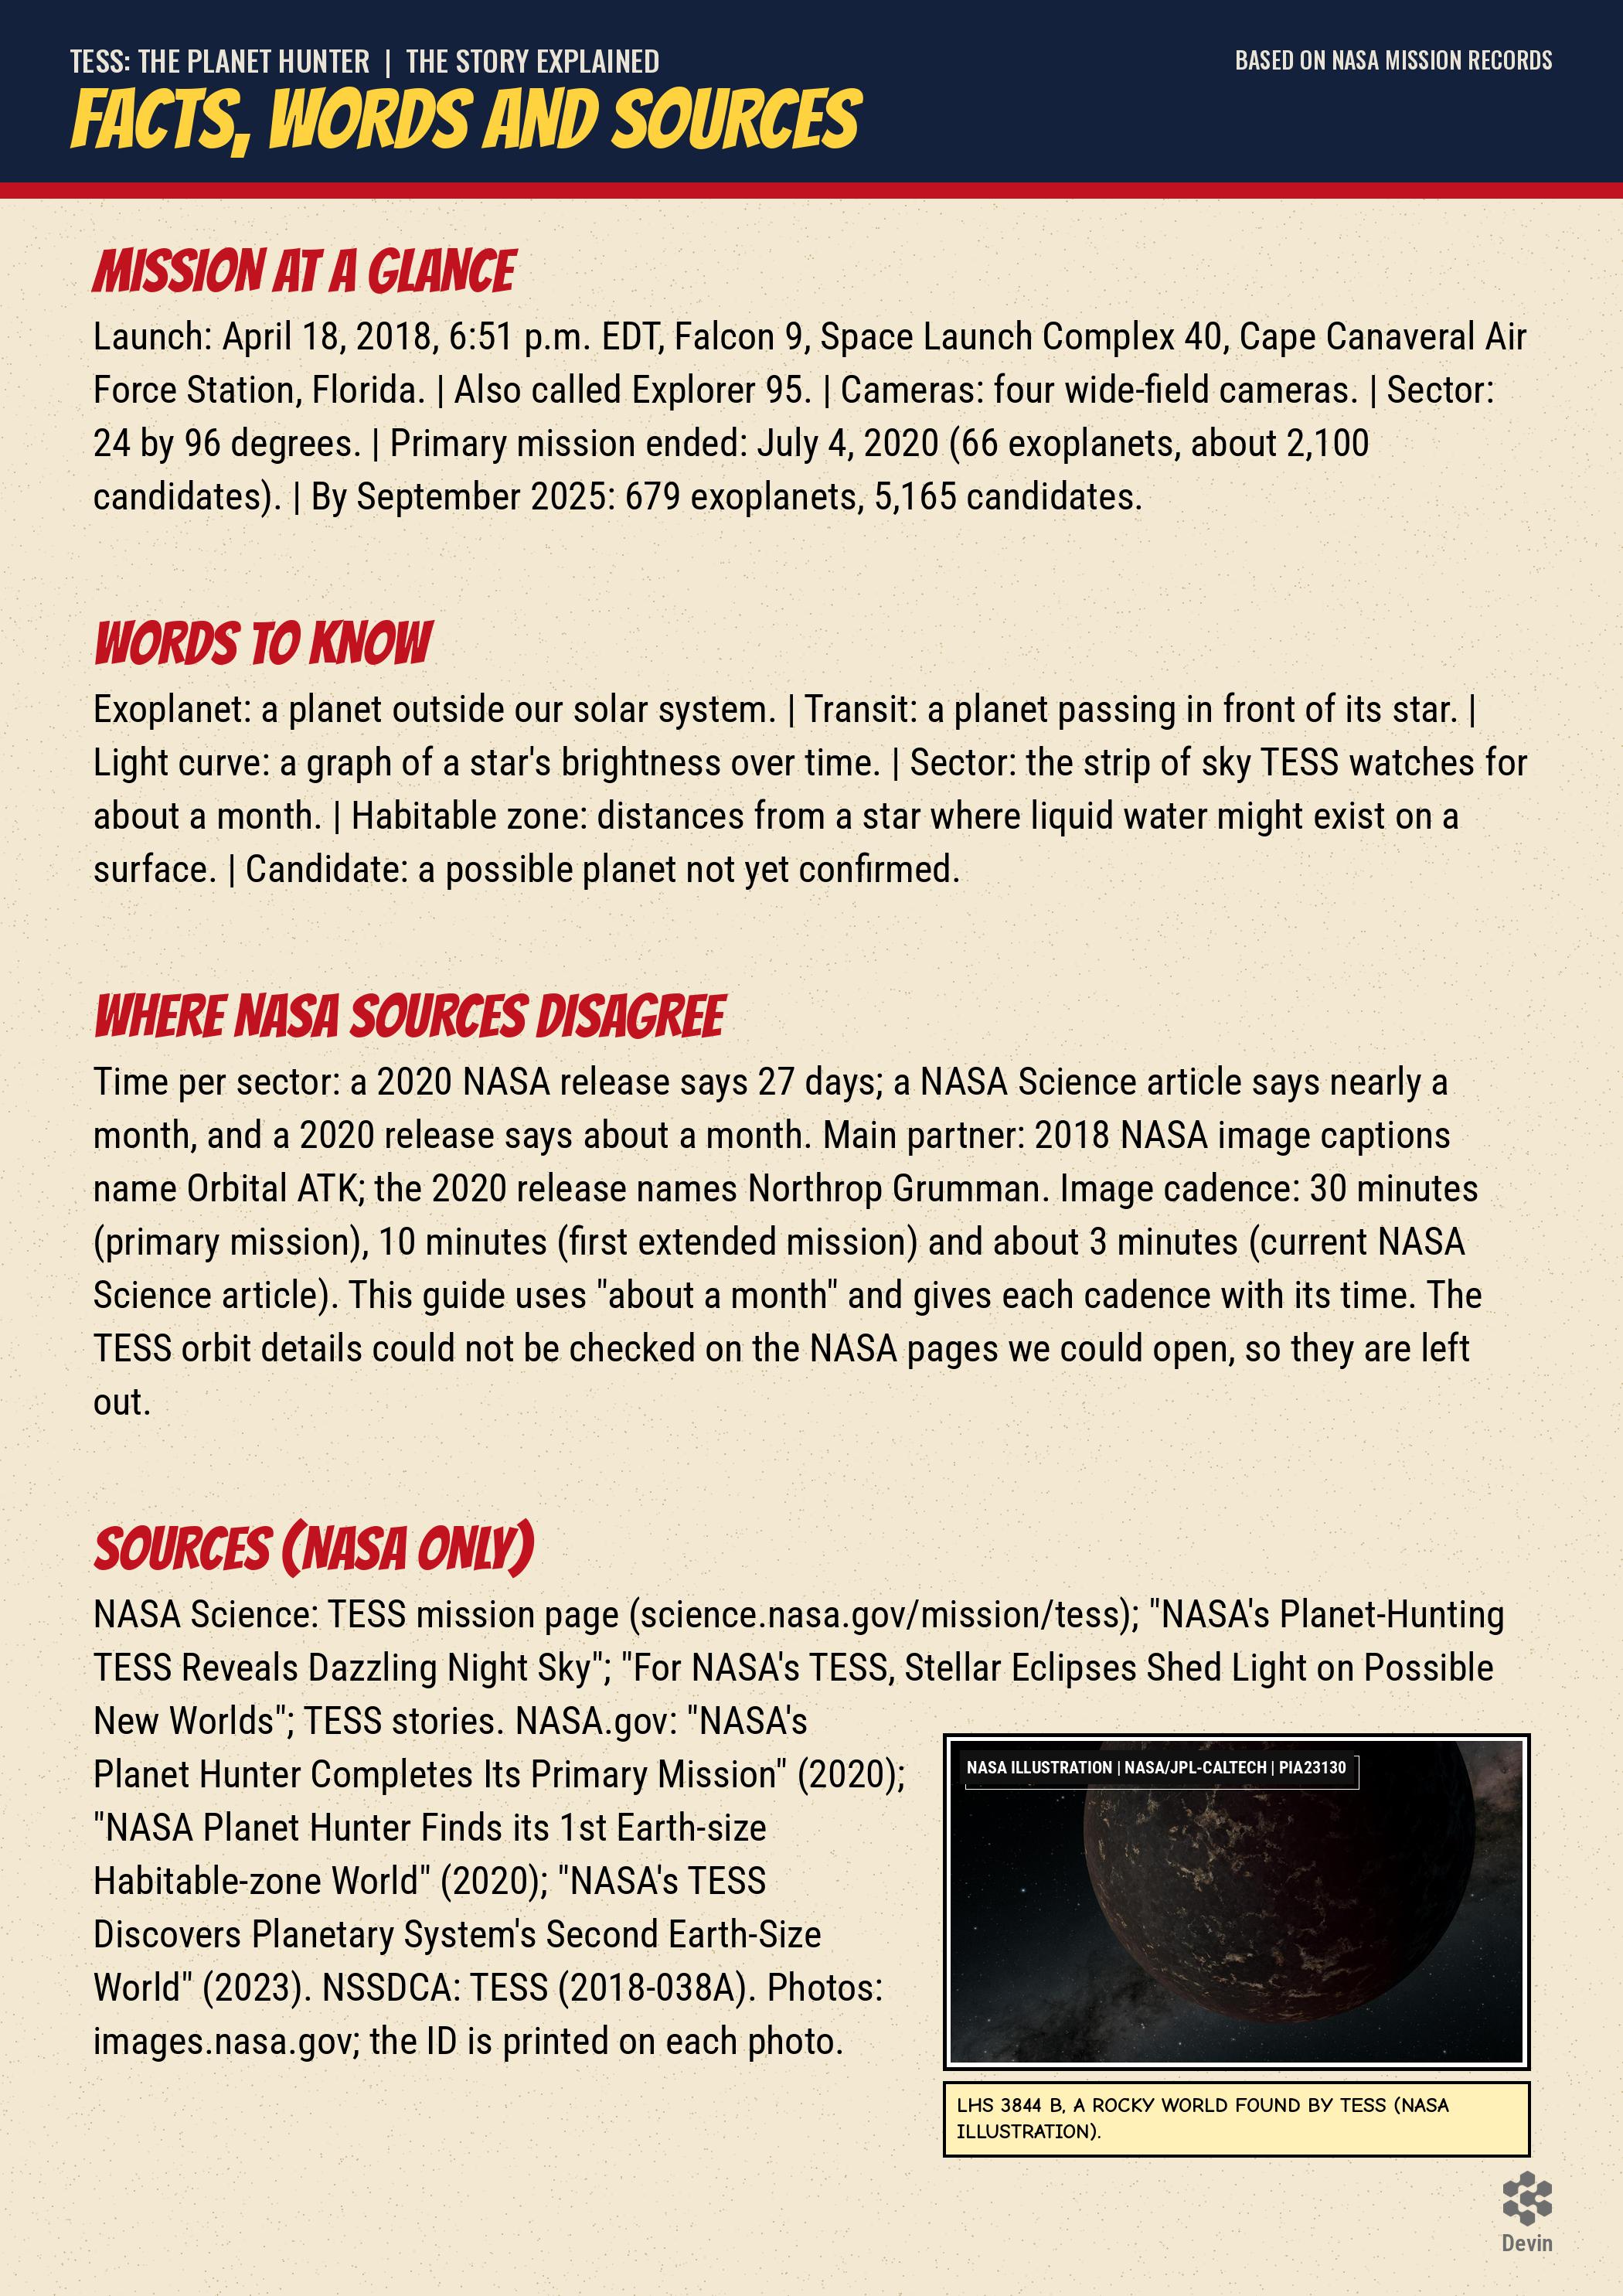 TESS: THE PLANET HUNTER | THE STORY EXPLAINED
BASED ON NASA MISSION RECORDS
FACTS, WORDS AND SOURCES
MISSION AT A GLANCE
Launch: April 18, 2018, 6:51 p.m. EDT, Falcon 9, Space Launch Complex 40, Cape Canaveral Air
Force Station, Florida. | Also called Explorer 95. | Cameras: four wide-field cameras. | Sector:
24 by 96 degrees. | Primary mission ended: July 4, 2020 (66 exoplanets, about 2,100
candidates). | By September 2025: 679 exoplanets, 5,165 candidates.
WORDS TO KNOW
Exoplanet: a planet outside our solar system. | Transit: a planet passing in front of its star. |
Light curve: a graph of a star's brightness over time. | Sector: the strip of sky TESS watches for
about a month. | Habitable zone: distances from a star where liquid water might exist on a
surface. | Candidate: a possible planet not yet confirmed.
WHERE NASA SOURCES DISAGREE
Time per sector: a 2020 NASA release says 27 days; a NASA Science article says nearly a
month, and a 2020 release says about a month. Main partner: 2018 NASA image captions
name Orbital ATK; the 2020 release names Northrop Grumman. Image cadence: 30 minutes
(primary mission), 10 minutes (first extended mission) and about 3 minutes (current NASA
Science article). This guide uses "about a month" and gives each cadence with its time. The
TESS orbit details could not be checked on the NASA pages we could open, so they are left
out.
SOURCES (NASA ONLY)
NASA Science: TESS mission page (science.nasa.gov/mission/tess); "NASA's Planet-Hunting
TESS Reveals Dazzling Night Sky"; "For NASA's TESS, Stellar Eclipses Shed Light on Possible
New Worlds"; TESS stories. NASA.gov: "NASA's
Planet Hunter Completes Its Primary Mission" (2020);
"NASA Planet Hunter Finds its 1st Earth-size
Habitable-zone World" (2020); "NASA's TESS
Discovers Planetary System's Second Earth-Size
World" (2023). NSSDCA: TESS (2018-038A). Photos:
images.nasa.gov; the ID is printed on each photo.
NASA ILLUSTRATION | NASA/JPL-CALTECH | PIA23130
LHS 3844 B, A ROCKY WORLD FOUND BY TESS (NASA
ILLUSTRATION).
Devin